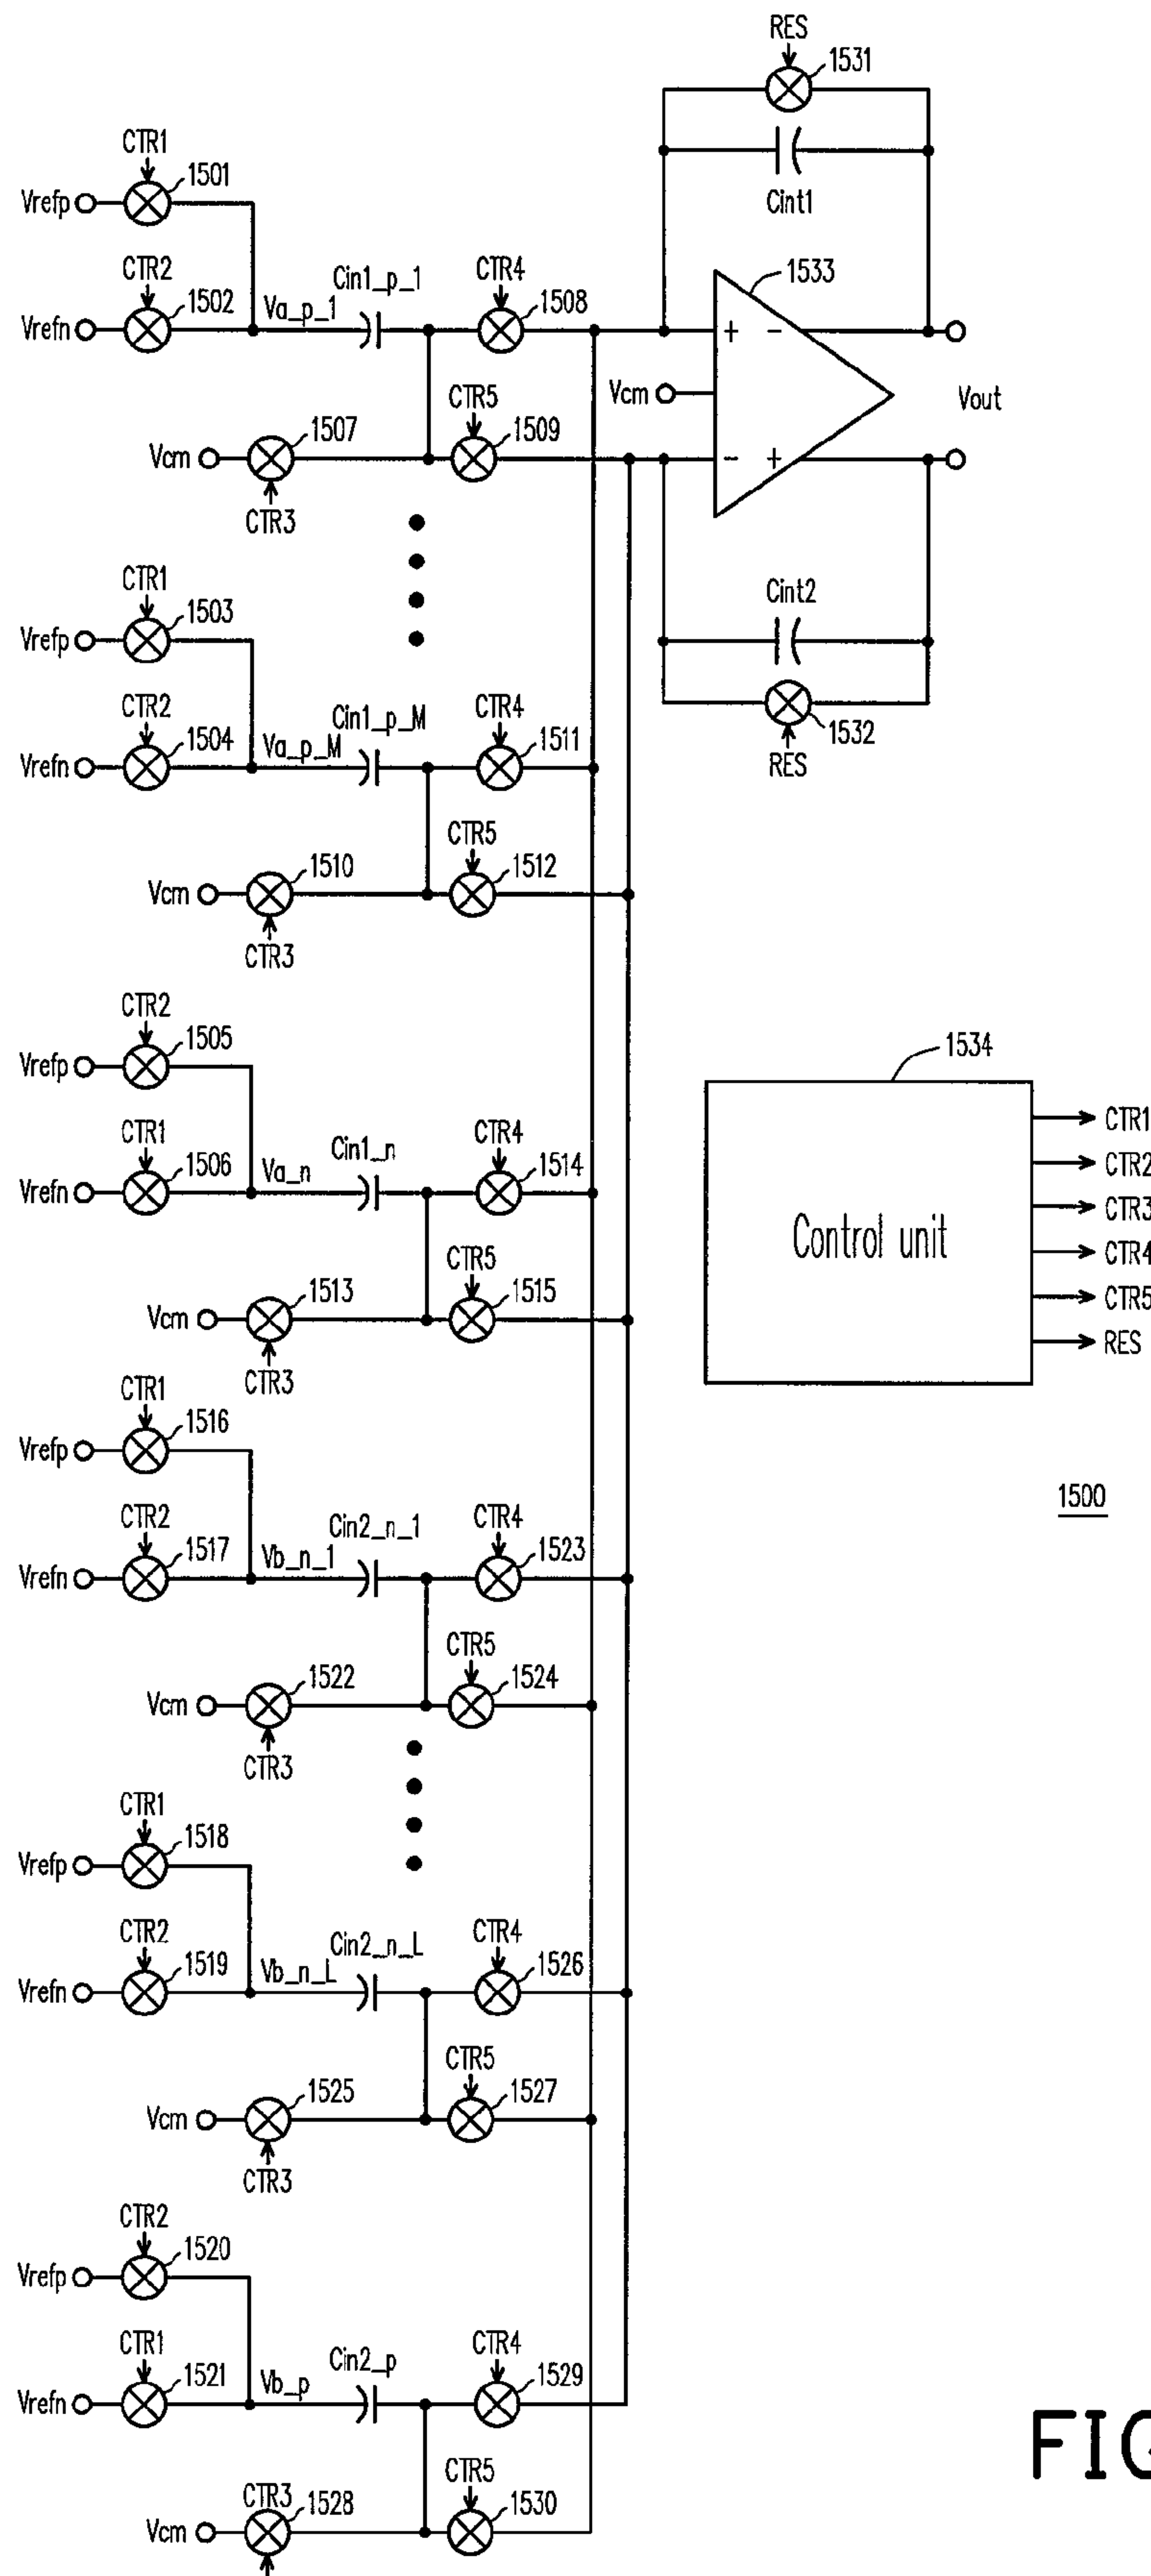 RES
1531
Cint1
CTR1
1501
Vrefp
CTR2
1502
Vrefn
Va_p_1
Cin1_p_1
CTR4
1508
1533
+ -
Vcm
Vout
CTR5
1509
Vcm
1507
CTR3
- +
Cint2
1532
RES
CTR1
1503
Vrefp
CTR2
1504
Vrefn
Va_p_M
Cin1_p_M
CTR4
1511
CTR5
1512
Vcm
1510
CTR3
CTR2
1505
Vrefp
CTR1
1506
Vrefn
Va_n
Cin1_n
CTR4
1514
CTR5
1515
Vcm
1513
CTR3
1534
Control unit
CTR1
CTR2
CTR3
CTR4
CTR5
RES
CTR1
1516
Vrefp
CTR2
1517
Vrefn
Vb_n_1
Cin2_n_1
CTR4
1523
CTR5
1524
Vcm
1522
CTR3
1500
CTR1
1518
Vrefp
CTR2
1519
Vrefn
Vb_n_L
Cin2_n_L
CTR4
1526
CTR5
1527
Vcm
1525
CTR3
CTR2
1520
Vrefp
CTR1
1521
Vrefn
Vb_p
Cin2_p
CTR4
1529
CTR5
1530
Vcm
CTR3
1528